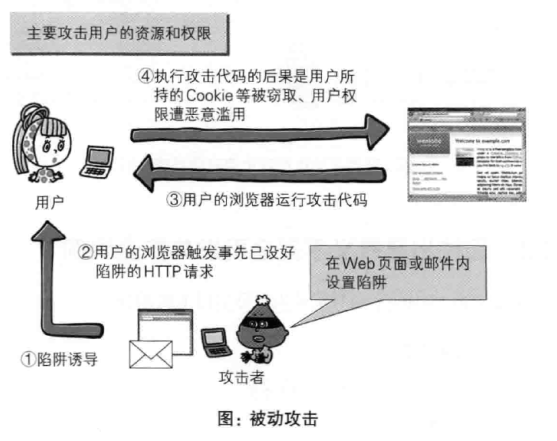 主要攻击用户的资源和权限
④执行攻击代码的后果是用户所
持的Cookie等被窃取、用户权
限遭恶意滥用
Welcome to example.com
③用户的浏览器运行攻击代码
用户
②用户的浏览器触发事先已设好
陷阱的HTTP请求
在Web页面或邮件内
设置陷阱
①陷阱诱导
攻击者
图：被动攻击